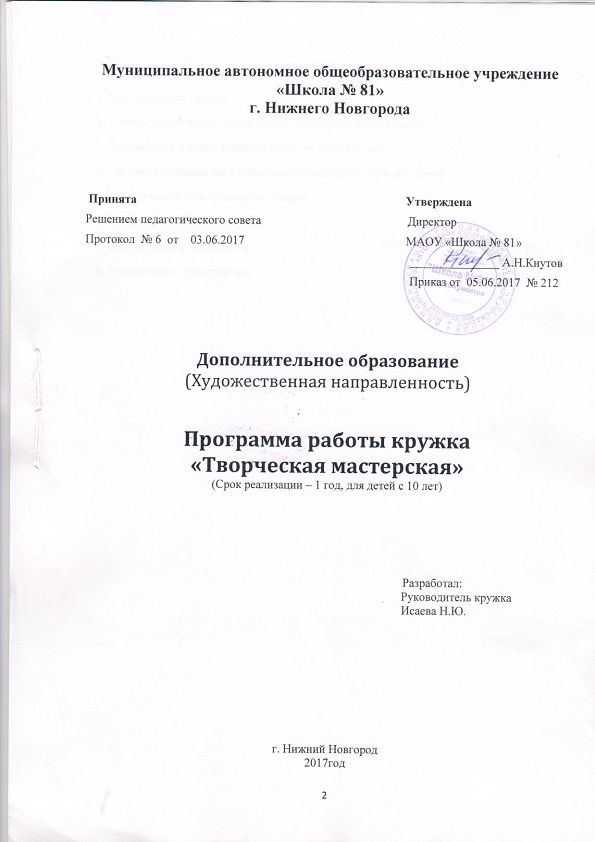 Муниципальное автономное общеобразовательное учреждение
«Школа № 81»
г. Нижнего Новгорода
Принята
Решением педагогического совета
Протокол № 6 от 03.06.2017
Утверждена
Директор
МАОУ «Школа № 81»
А.Н.Кнутов
Приказ от 05.06.2017 № 212
Дополнительное образование
(Художественная направленность)
Программа работы кружка
«Творческая мастерская»
(Срок реализации – 1 год, для детей с 10 лет)
Разработал:
Руководитель кружка
Исаева Н.Ю.
г. Нижний Новгород
2017год
2